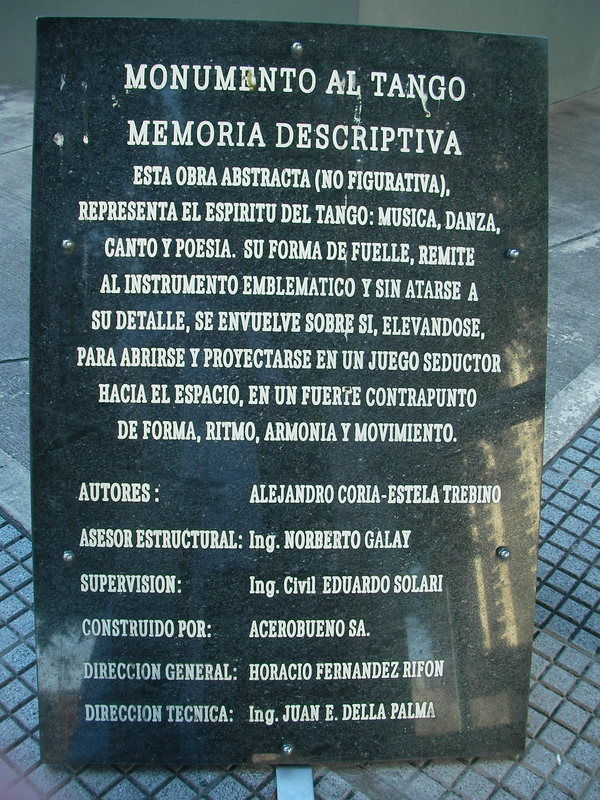 MONUMENTO AL TANGO
MEMORIA DESCRIPTIVA
ESTA OBRA ABSTRACTA (NO FIGURATIVA),
REPRESENTA EL ESPIRITU DEL TANGO: MUSICA, DANZA,
CANTO Y POESIA. SU FORMA DE FUELLE, REMITE
AL INSTRUMENTO EMBLEMATICO Y SIN ATARSE A
SU DETALLE, SE ENVUELVE SOBRE SI, ELEVANDOSE,
PARA ABRIRSE Y PROYECTARSE EN UN JUEGO SEDUCTOR
HACIA EL ESPACIO, EN UN FUERTE CONTRAPUNTO
DE FORMA, RITMO, ARMONIA Y MOVIMIENTO.
AUTORES : ALEJANDRO CORIA-ESTELA TREBINO
ASESOR ESTRUCTURAL: Ing. NORBERTO GALAY
SUPERVISION: Ing. Civil EDUARDO SOLARI
CONSTRUIDO POR: ACEROBUENO SA.
DIRECCION GENERAL: HORACIO FERNANDEZ RIFON
DIRECCION TECNICA: Ing. JUAN E. DELLA PALMA